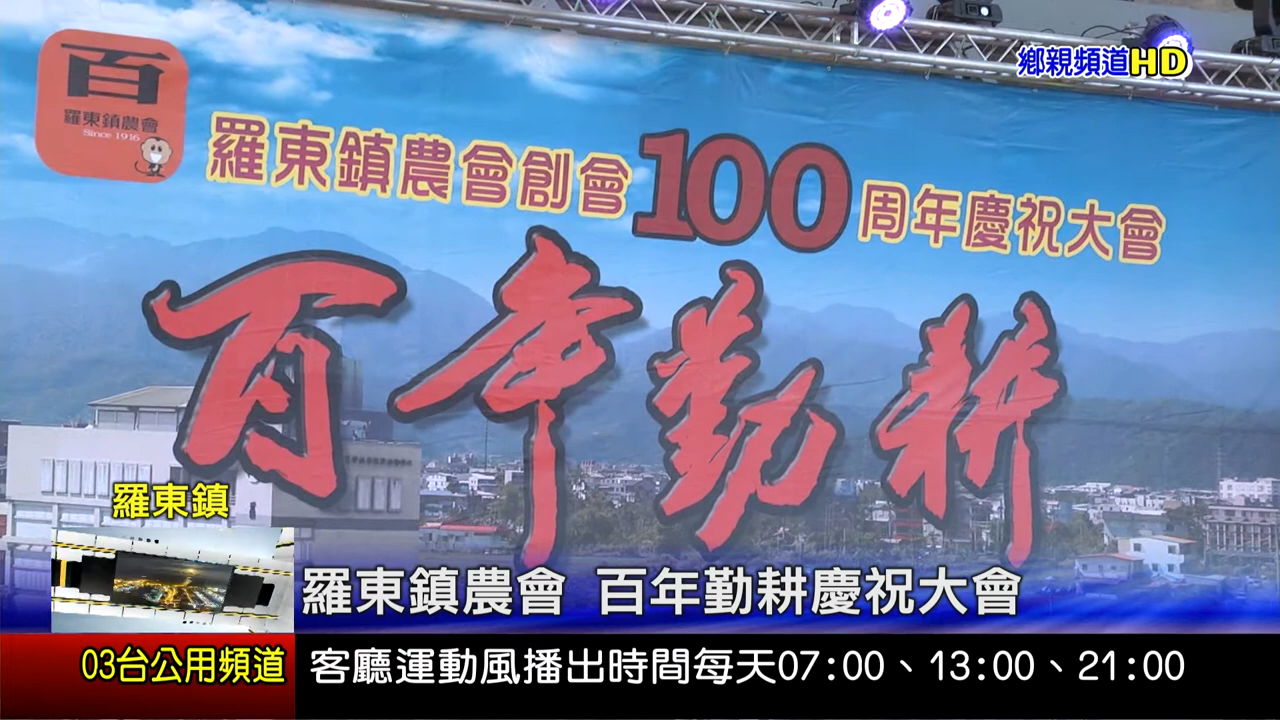 鄉親頻道HD
百
羅東鎮農會
Since 1916
羅東鎮農會創會100周年慶祝大會
百年勤耕
羅東鎮
羅東鎮農會 百年勤耕慶祝大會
03台公用頻道
客廳運動風播出時間每天07:00、13:00、21:00